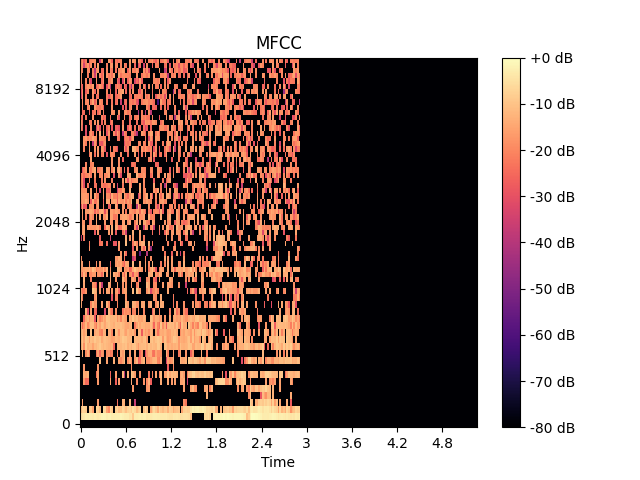 MFCC
+0 dB
8192
-10 dB
-20 dB
4096
-30 dB
2048
-40 dB
Hz
-50 dB
1024
-60 dB
512
-70 dB
0
-80 dB
0 0.6 1.2 1.8 2.4 3 3.6 4.2 4.8
Time